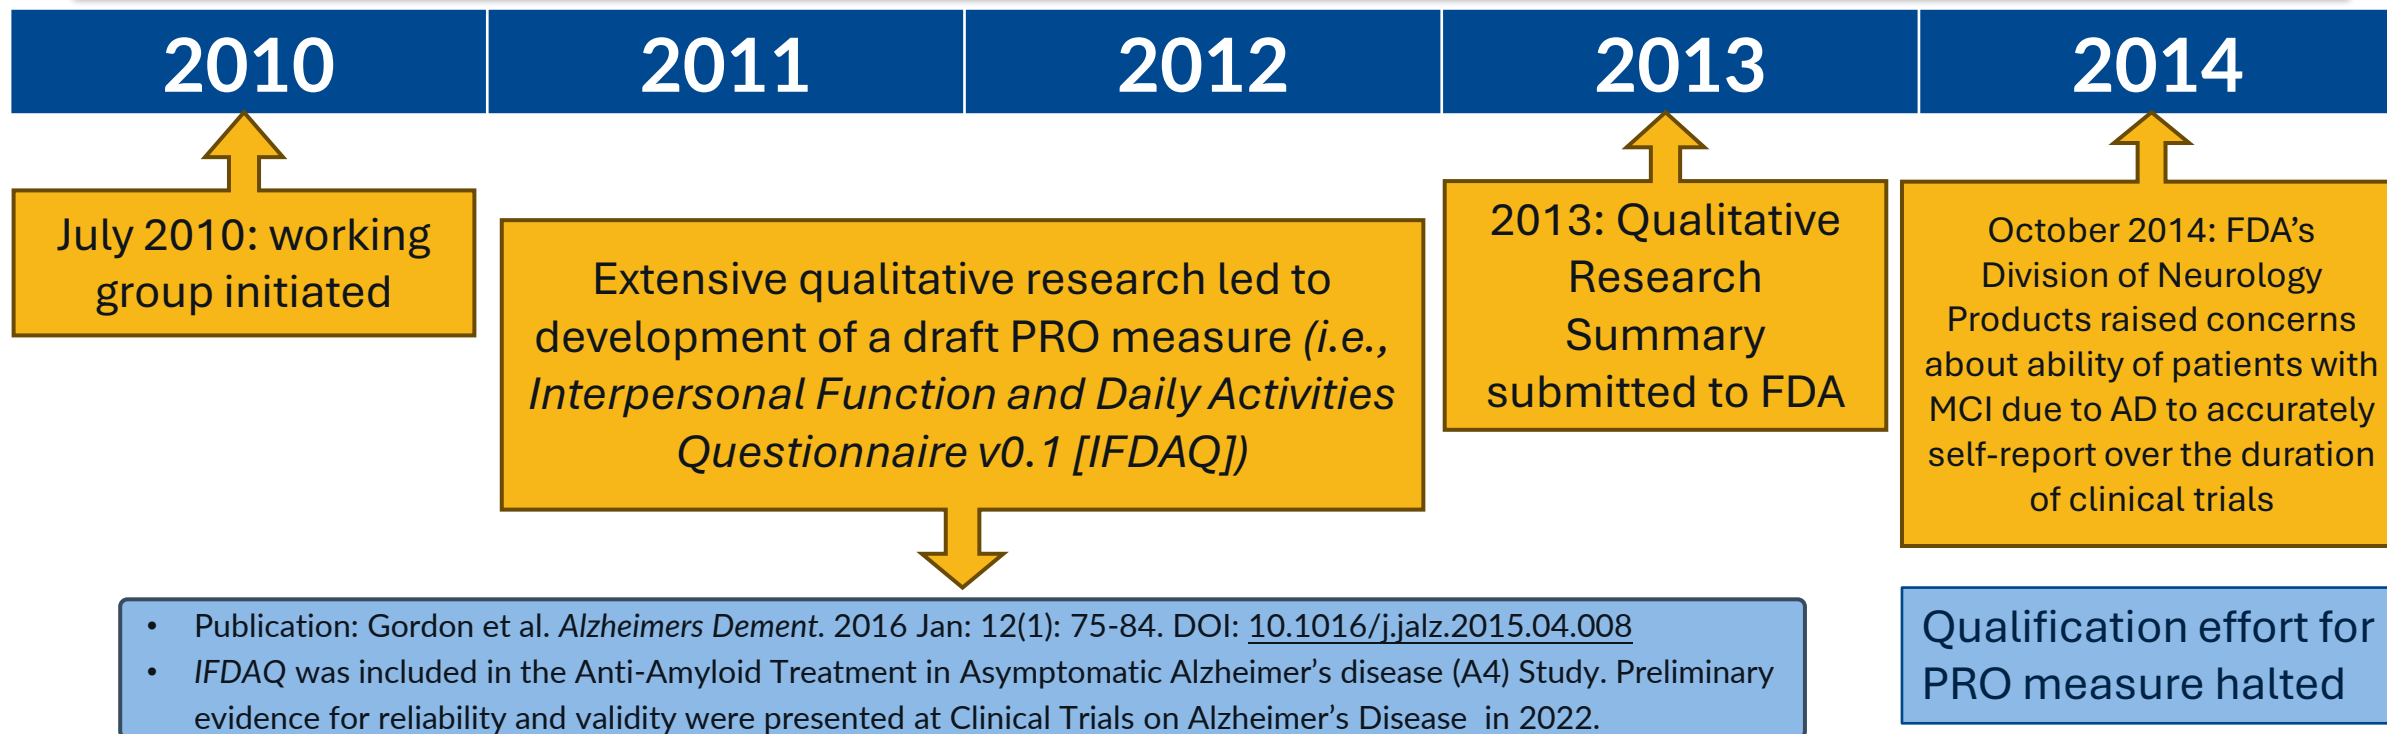 2010
2011
2012
2013
2014
July 2010: working
group initiated
Extensive qualitative research led to
development of a draft PRO measure (i.e.,
Interpersonal Function and Daily Activities
Questionnaire v0.1 [IFDAQ])
2013: Qualitative
Research
Summary
submitted to FDA
October 2014: FDA’s
Division of Neurology
Products raised concerns
about ability of patients with
MCI due to AD to accurately
self-report over the duration
of clinical trials
• Publication: Gordon et al. Alzheimers Dement. 2016 Jan: 12(1): 75-84. DOI: 10.1016/j.jalz.2015.04.008
• IFDAQ was included in the Anti-Amyloid Treatment in Asymptomatic Alzheimer’s disease (A4) Study. Preliminary
evidence for reliability and validity were presented at Clinical Trials on Alzheimer’s Disease in 2022.
Qualification effort for
PRO measure halted